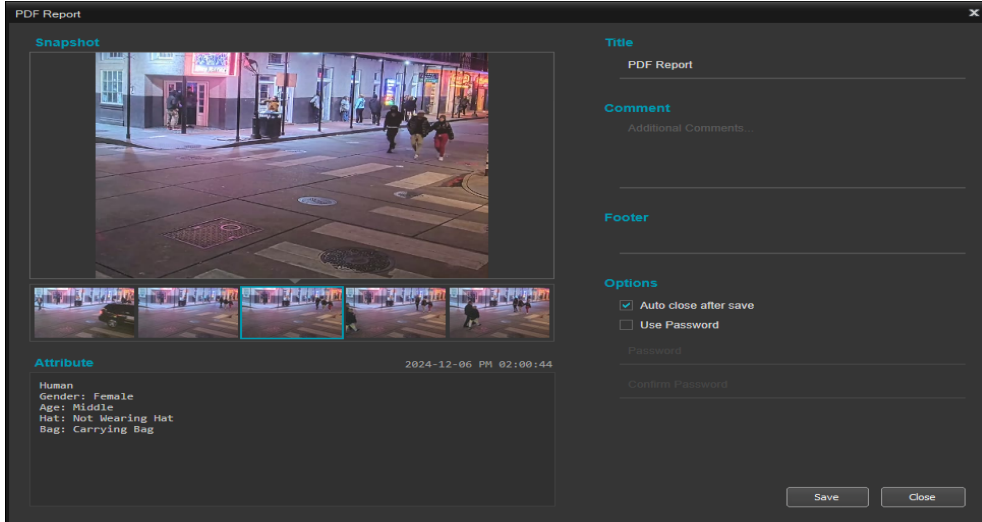 PDF Report
Snapshot
Title
PDF Report
Comment
Additional Comments...
Footer
Options
Auto close after save
Use Password
Password
Confirm Password
Attribute
2024-12-06 PM 02:00:44
Human
Gender: Female
Age: Middle
Hat: Not Wearing Hat
Bag: Carrying Bag
Save
Close